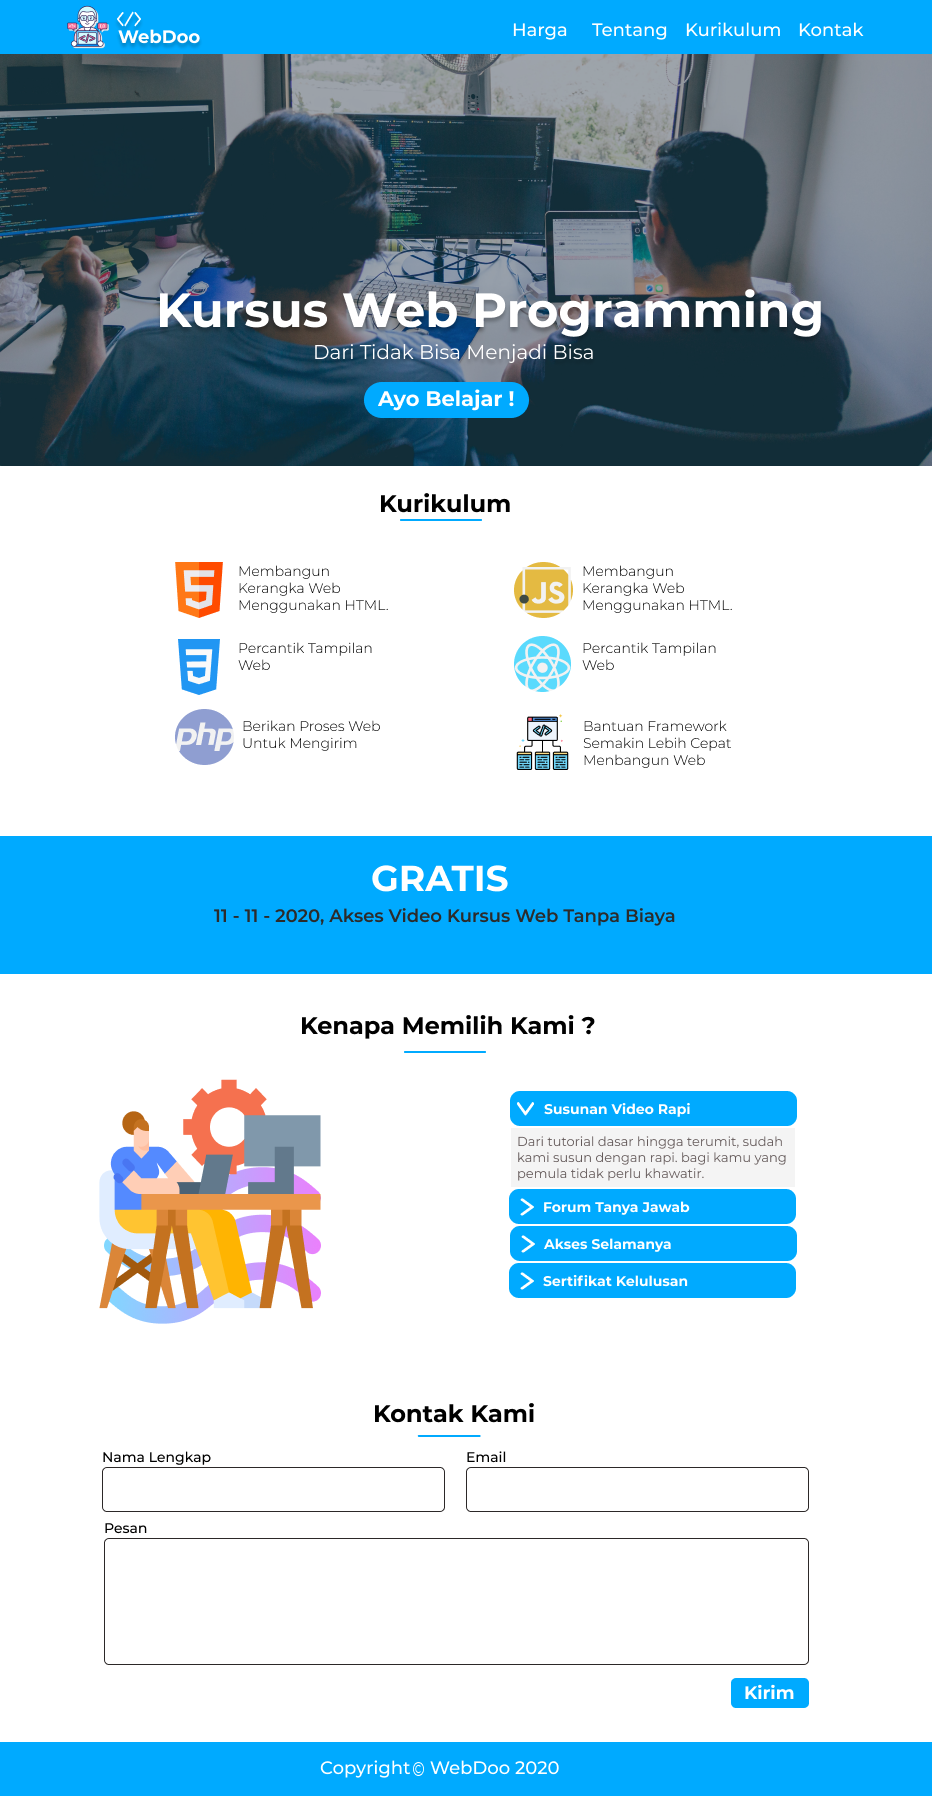 </>
WebDoo
Harga Tentang Kurikulum Kontak
Kursus Web Programming
Dari Tidak Bisa Menjadi Bisa
Ayo Belajar !
Kurikulum
5
Membangun
Kerangka Web
Menggunakan HTML.
JS
Membangun
Kerangka Web
Menggunakan HTML.
3
Percantik Tampilan
Web
Percantik Tampilan
Web
php
Berikan Proses Web
Untuk Mengirim
</>
Bantuan Framework
Semakin Lebih Cepat
Menbangun Web
GRATIS
11 - 11 - 2020, Akses Video Kursus Web Tanpa Biaya
Kenapa Memilih Kami ?
Susunan Video Rapi
Dari tutorial dasar hingga terumit, sudah
kami susun dengan rapi. bagi kamu yang
pemula tidak perlu khawatir.
Forum Tanya Jawab
Akses Selamanya
Sertifikat Kelulusan
Kontak Kami
Nama Lengkap
Email
Pesan
Kirim
Copyright© WebDoo 2020